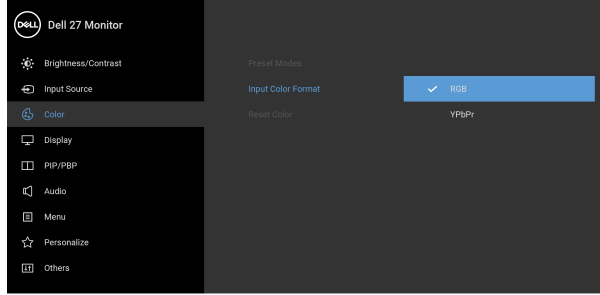 DELL Dell 27 Monitor
Brightness/Contrast
Input Source
Color
Display
PIP/PBP
Audio
Menu
Personalize
Others
Preset Modes
Input Color Format
Reset Color
RGB
YPbPr